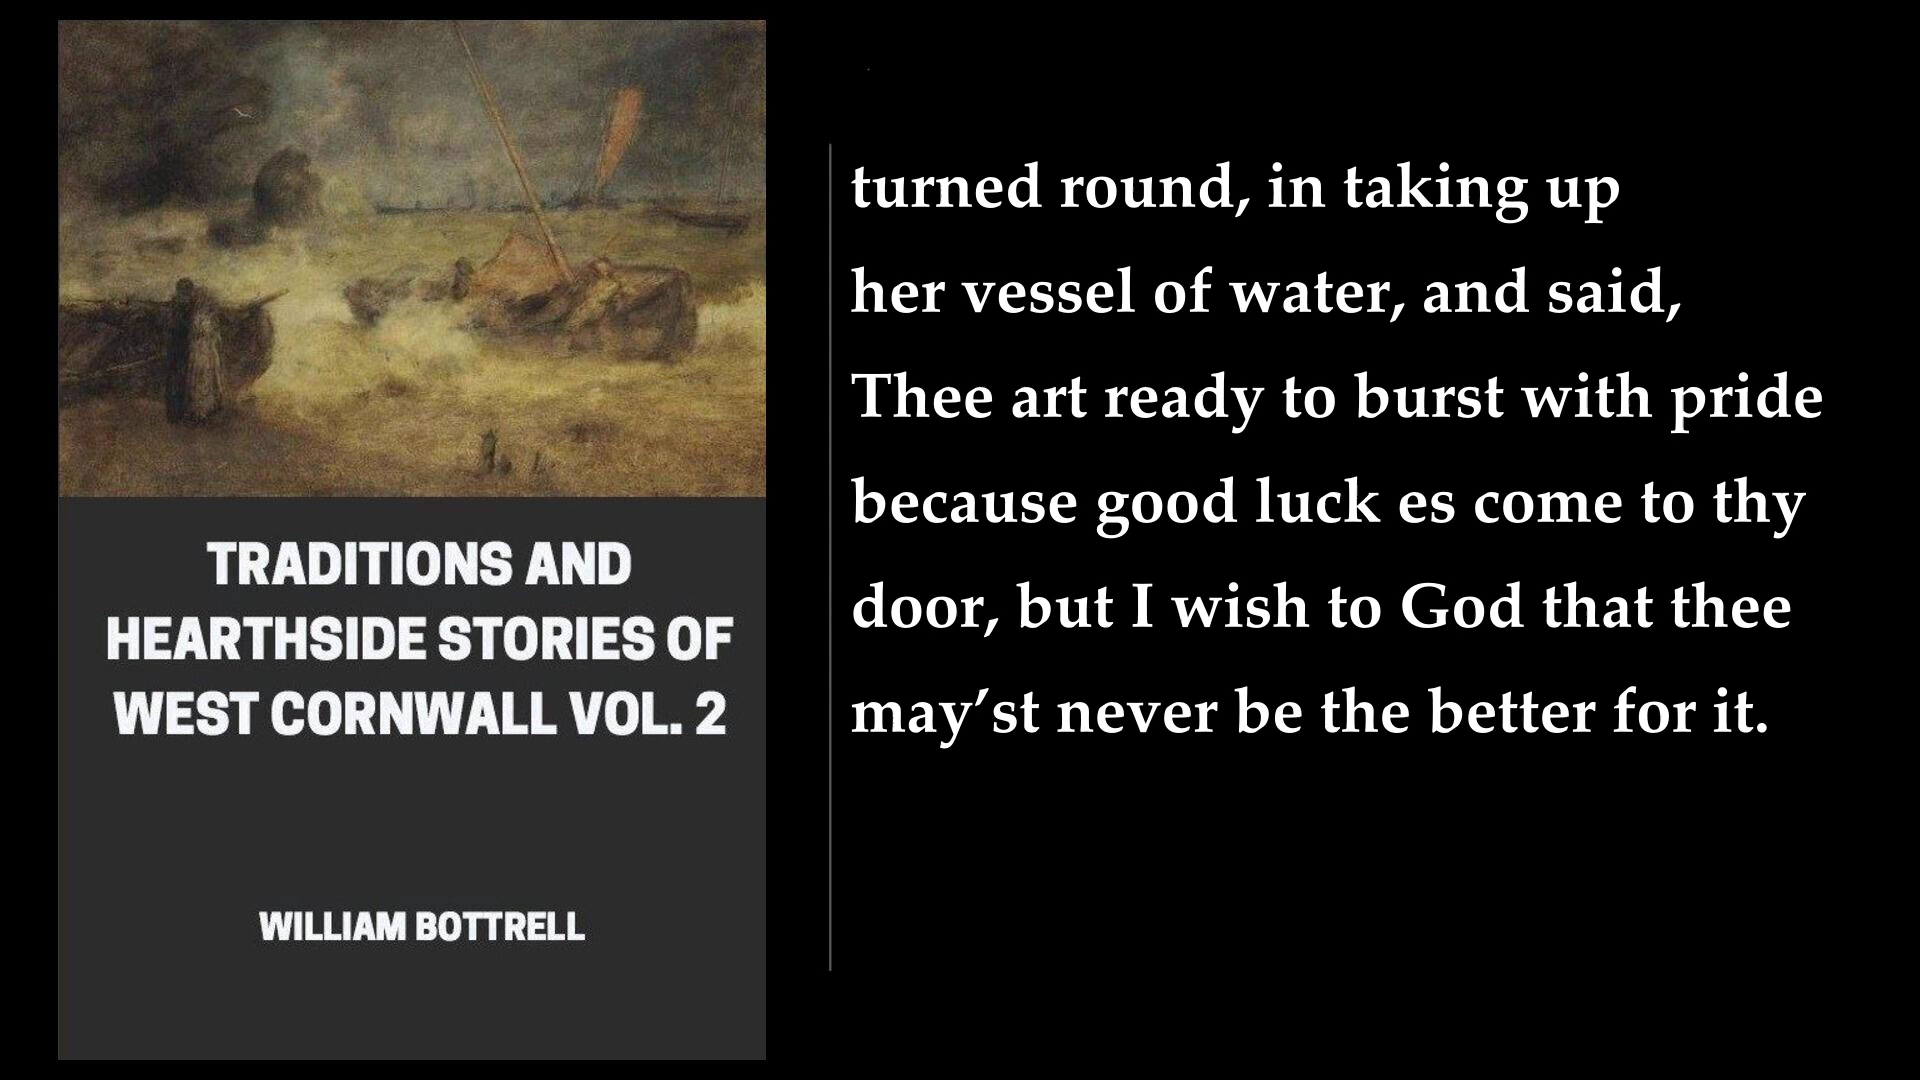 TRADITIONS AND
HEARTHSIDE STORIES OF
WEST CORNWALL VOL. 2
WILLIAM BOTTRELL
turned round, in taking up
her vessel of water, and said,
Thee art ready to burst with pride
because good luck es come to thy
door, but I wish to God that thee
may’st never be the better for it.